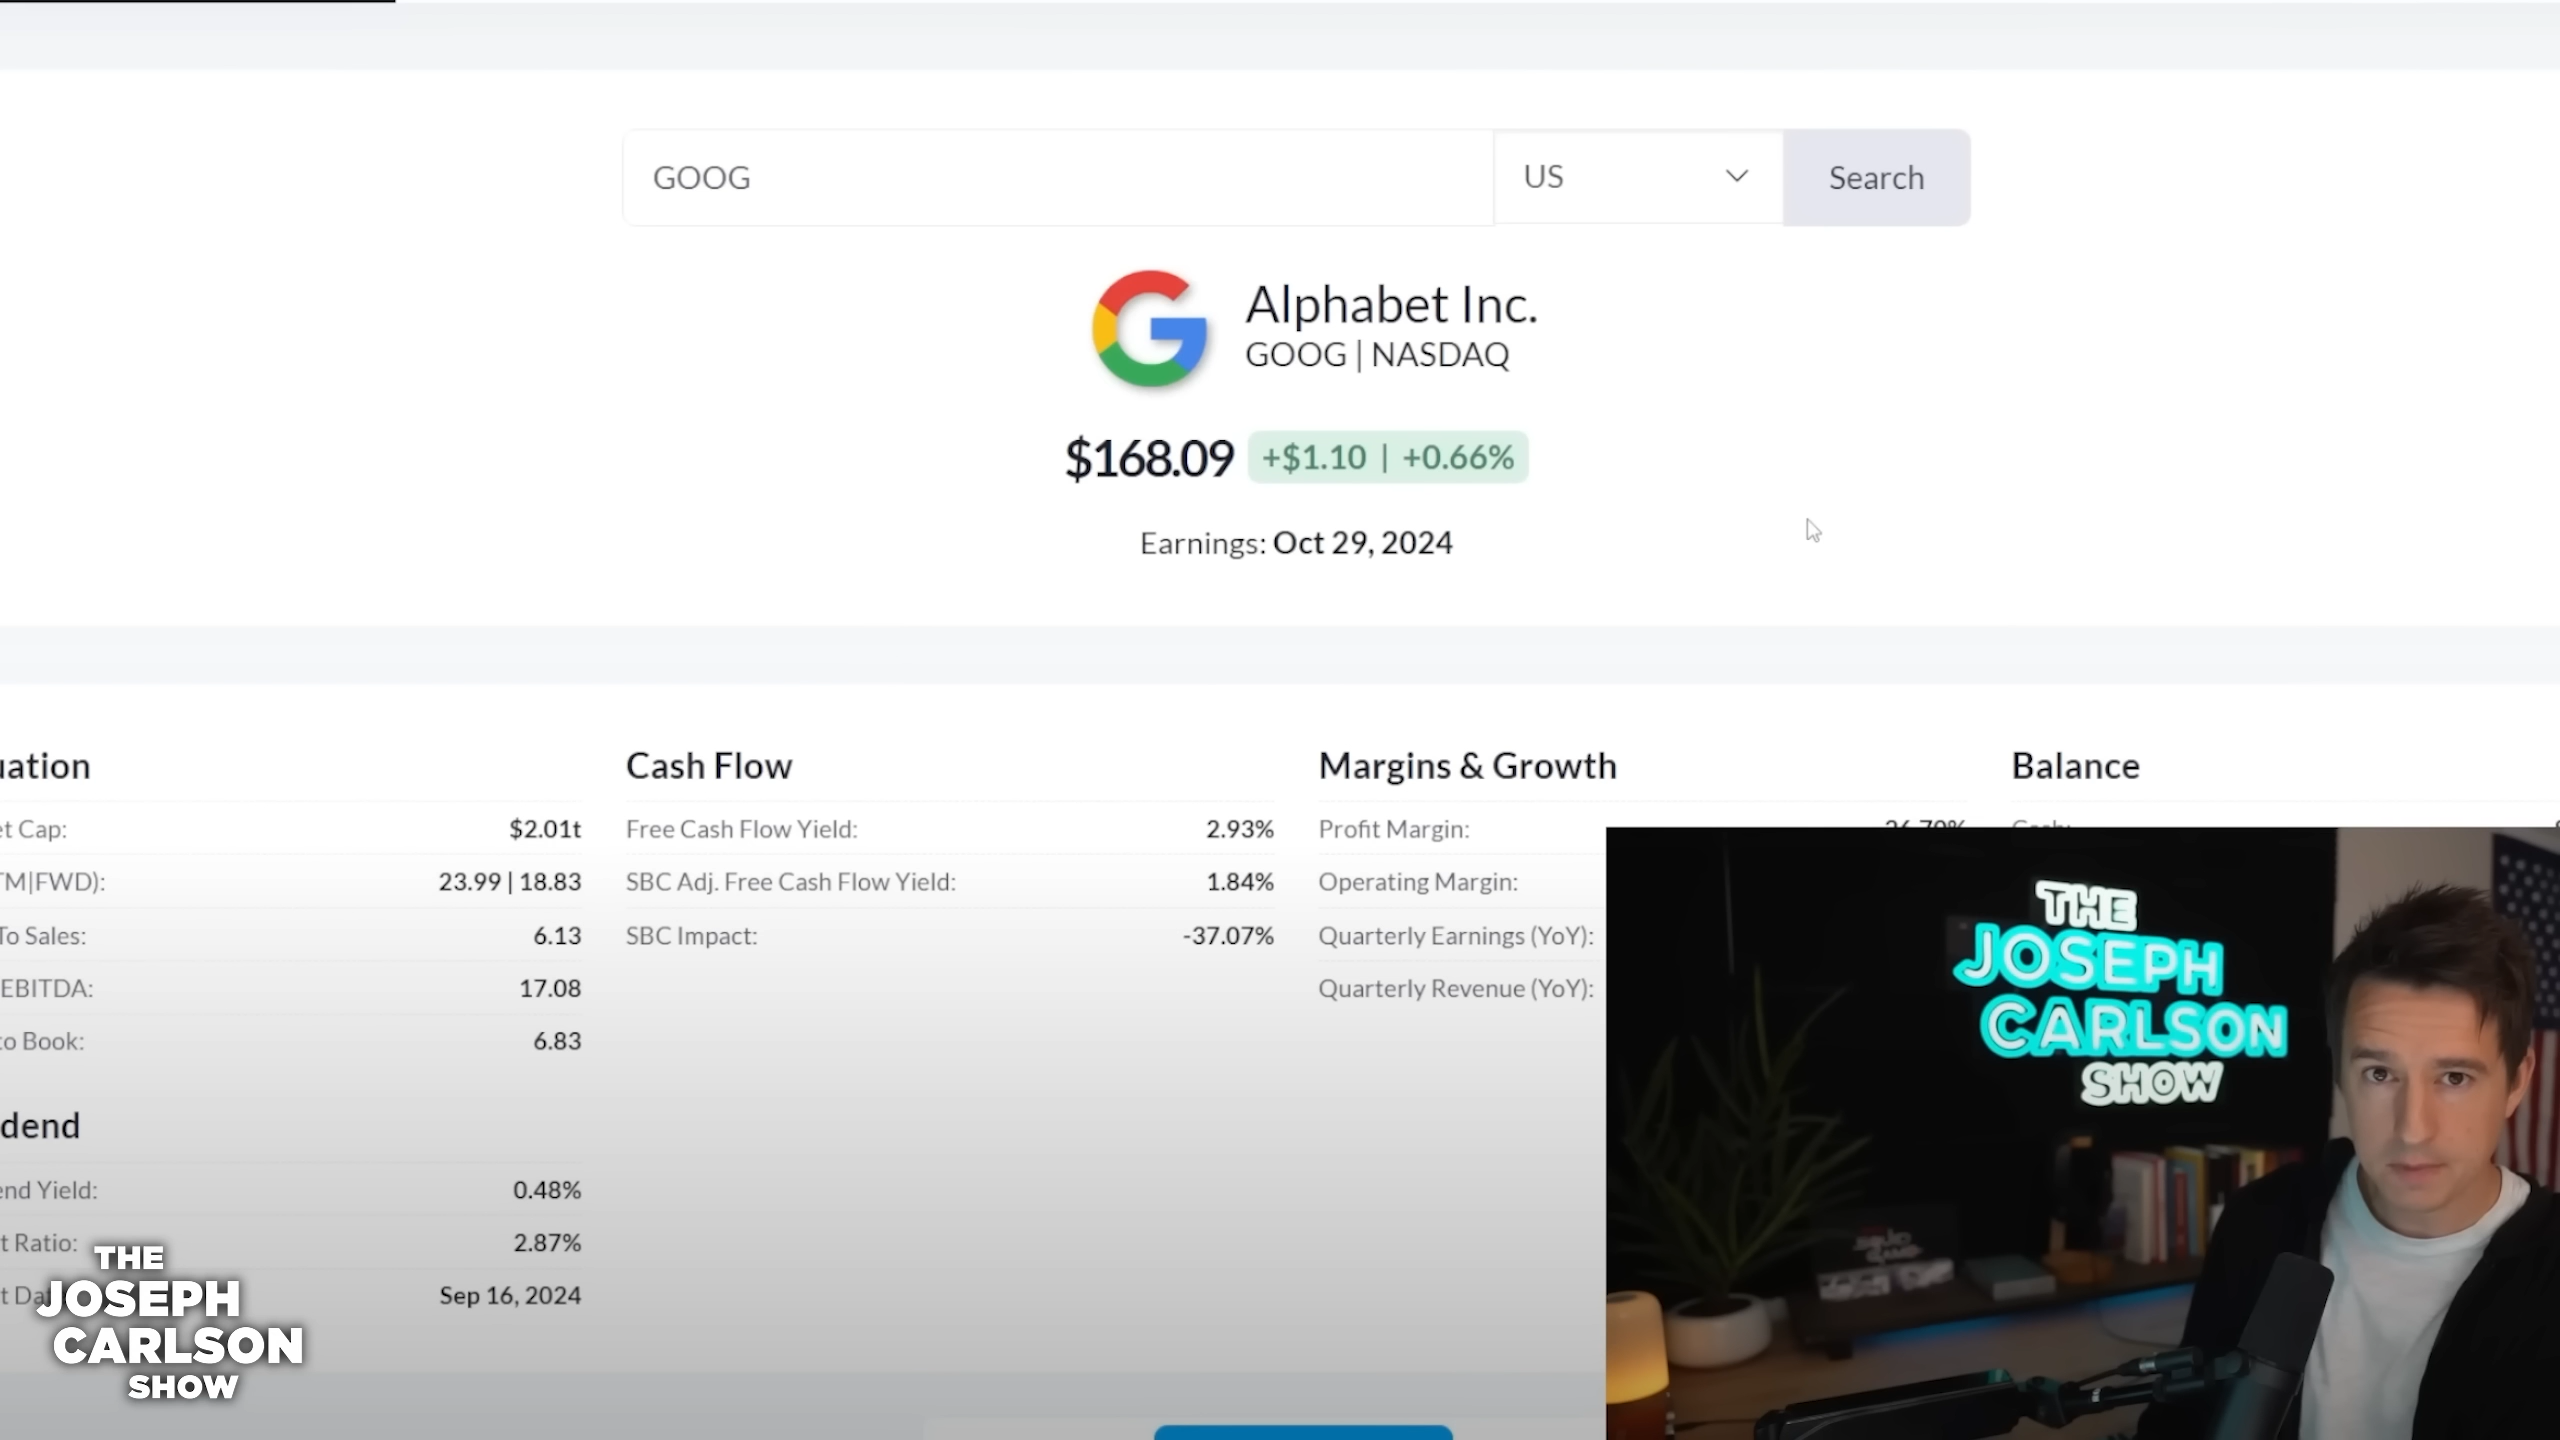 GOOG
US
Search
Alphabet Inc.
GOOG | NASDAQ
$168.09 +$1.10 | +0.66%
Earnings: Oct 29, 2024
uation
et Cap: $2.01t
TM|FWD): 23.99 | 18.83
To Sales: 6.13
EBITDA: 17.08
to Book: 6.83
dend
end Yield: 0.48%
t Ratio: 2.87%
t Da Sep 16, 2024
Cash Flow
Free Cash Flow Yield: 2.93%
SBC Adj. Free Cash Flow Yield: 1.84%
SBC Impact: -37.07%
Margins & Growth
Profit Margin:
Operating Margin:
Quarterly Earnings (YoY):
Quarterly Revenue (YoY):
Balance
THE
JOSEPH
CARLSON
SHOW
THE
JOSEPH
CARLSON
SHOW